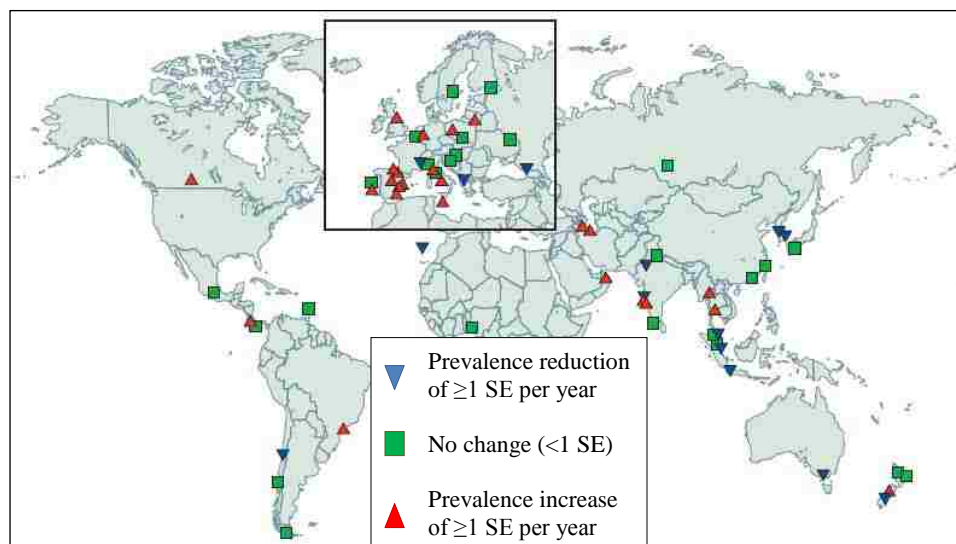 Prevalence reduction
of ≥1 SE per year
No change (<1 SE)
Prevalence increase
of ≥1 SE per year